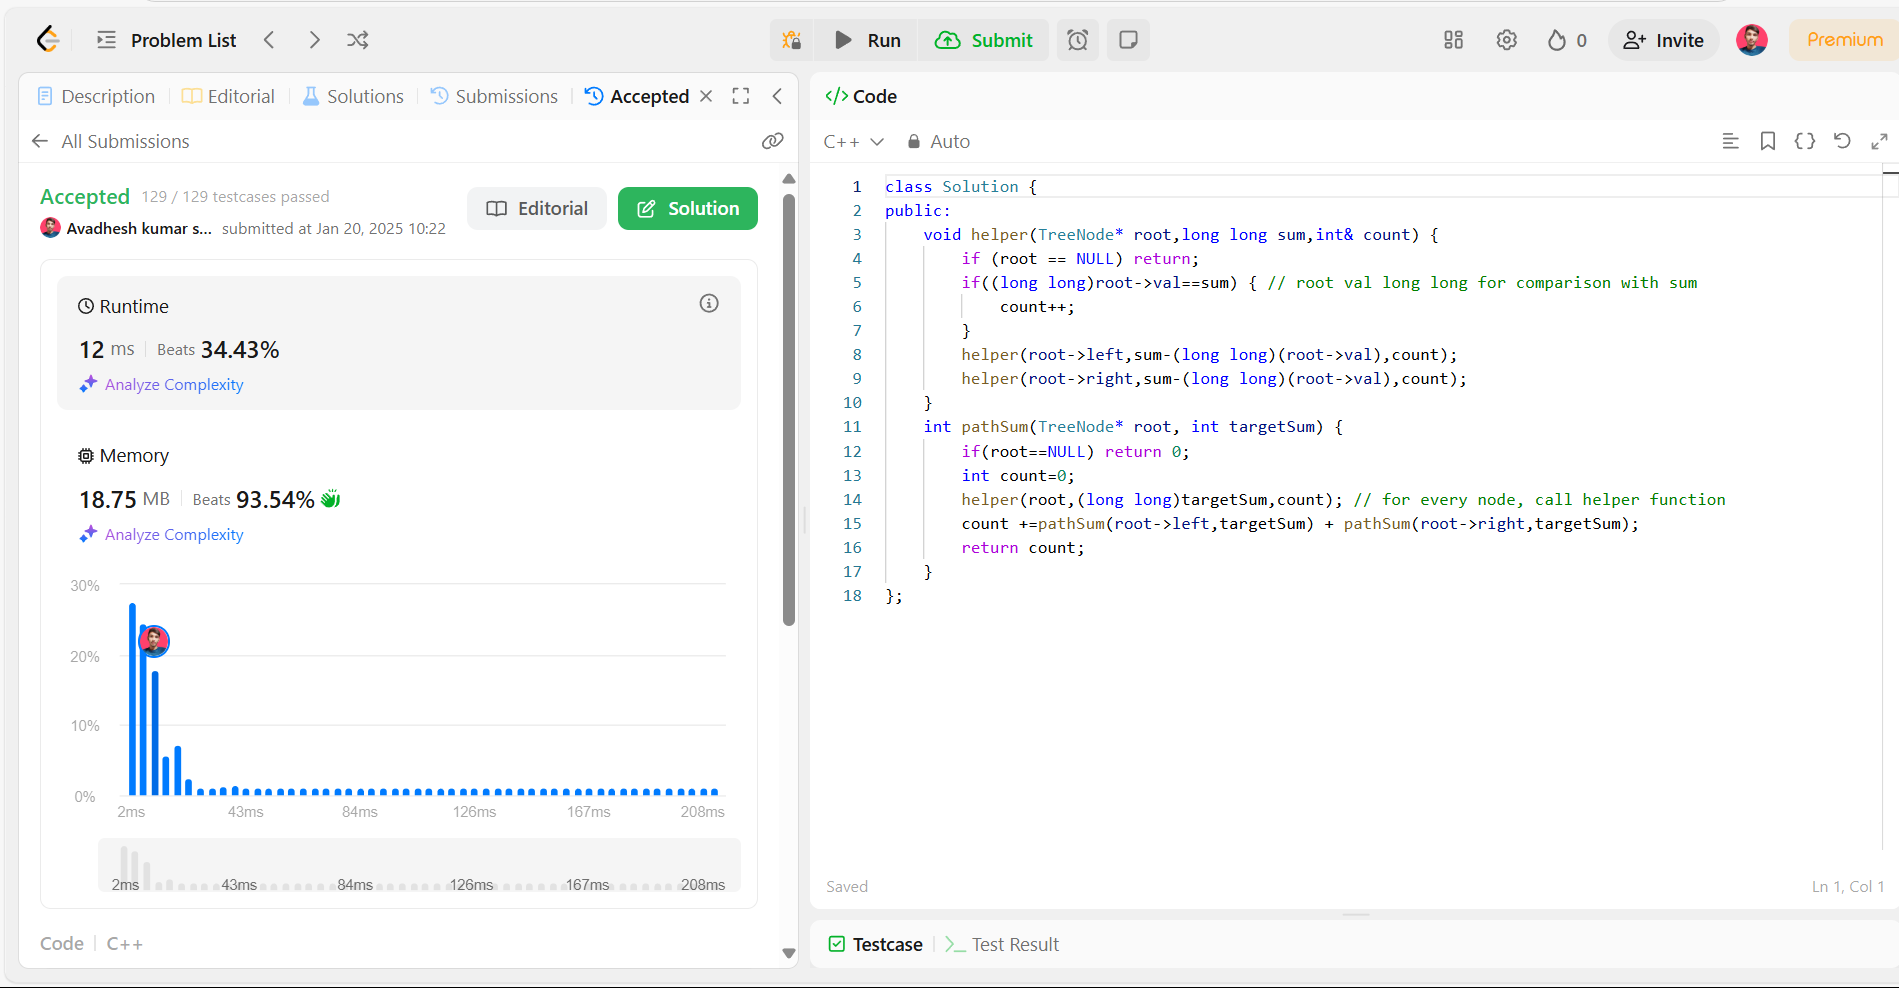 Problem List
Run
Submit
0
Invite
Premium
Description
Editorial
Solutions
Submissions
Accepted
All Submissions
Accepted 129 / 129 testcases passed
Avadhesh kumar s... submitted at Jan 20, 2025 10:22
Editorial
Solution
Runtime
12 ms Beats 34.43%
Analyze Complexity
Memory
18.75 MB Beats 93.54%
Analyze Complexity
30%
20%
10%
0%
2ms 43ms 84ms 126ms 167ms 208ms
2ms 43ms 84ms 126ms 167ms 208ms
Code C++
</> Code
C++ Auto
1 class Solution {
2 public:
3 void helper(TreeNode* root,long long sum,int& count) {
4 if (root == NULL) return;
5 if((long long)root->val==sum) { // root val long long for comparison with sum
6 count++;
7 }
8 helper(root->left,sum-(long long)(root->val),count);
9 helper(root->right,sum-(long long)(root->val),count);
10 }
11 int pathSum(TreeNode* root, int targetSum) {
12 if(root==NULL) return 0;
13 int count=0;
14 helper(root,(long long)targetSum,count); // for every node, call helper function
15 count +=pathSum(root->left,targetSum) + pathSum(root->right,targetSum);
16 return count;
17 }
18 };
Saved
Ln 1, Col 1
Testcase
Test Result